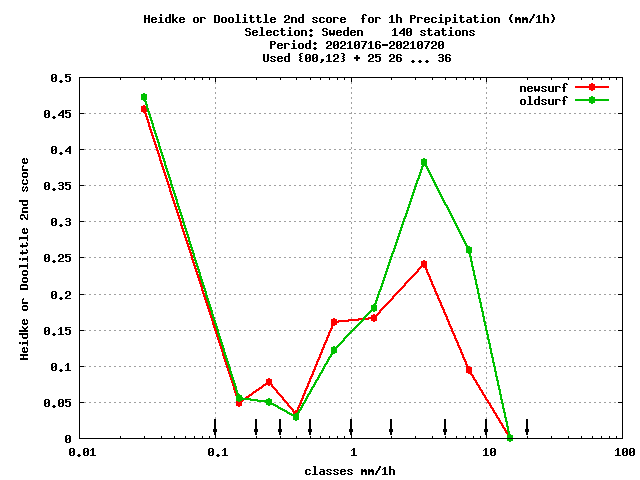 Heidke or Doolittle 2nd score  for 1h Precipitation (mm/1h)
Selection: Sweden    140 stations
Period: 20210716-20210720
Used {00,12} + 25 26 ... 36
newsurf
oldsurf
Heidke or Doolittle 2nd score
0.5
0.45
0.4
0.35
0.3
0.25
0.2
0.15
0.1
0.05
0
0.01 0.1 1 10 100
classes mm/1h